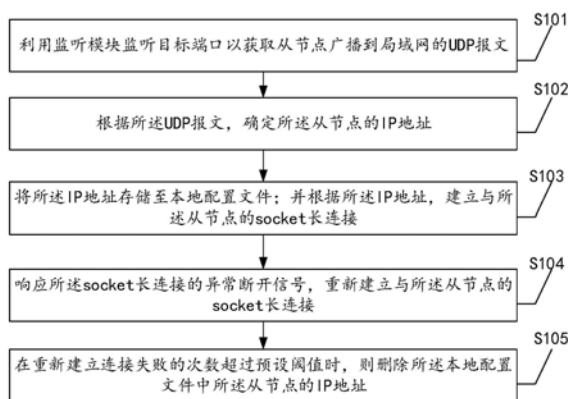 S101
利用监听模块监听目标端口以获取从节点广播到局域网的UDP报文
S102
根据所述UDP报文，确定所述从节点的IP地址
S103
将所述IP地址存储至本地配置文件；并根据所述IP地址，建立与所
述从节点的socket长连接
S104
响应所述socket长连接的异常断开信号，重新建立与所述从节点的
socket长连接
S105
在重新建立连接失败的次数超过预设阈值时，则删除所述本地配置
文件中所述从节点的IP地址